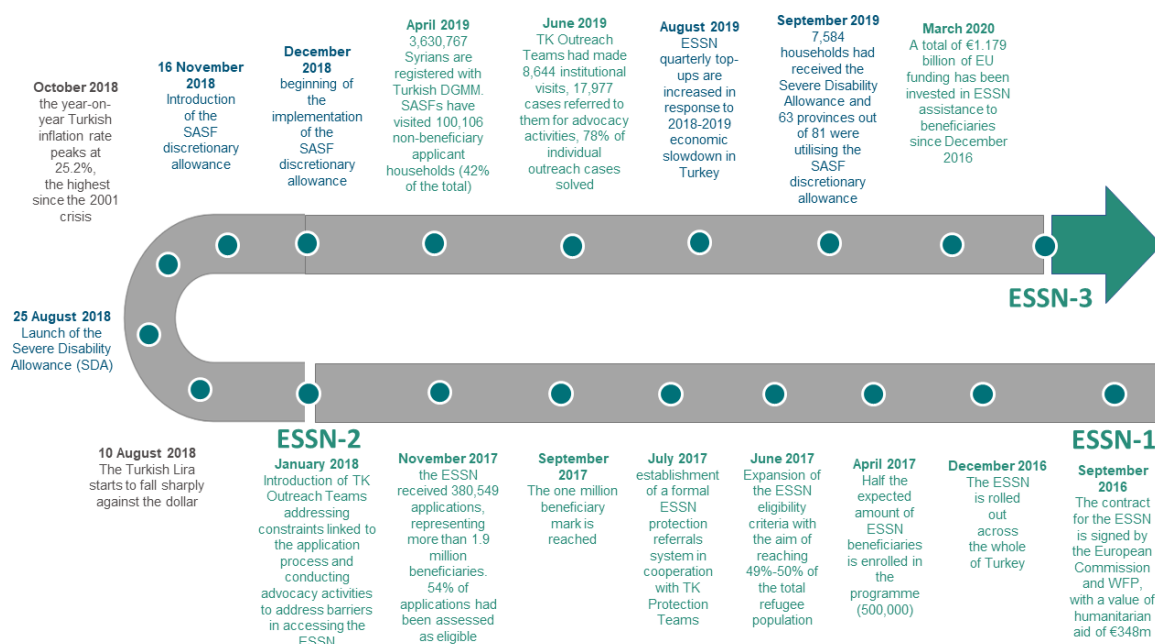 October 2018
the year-on-
year Turkish
inflation rate
peaks at
25.2%,
the highest
since the 2001
crisis
16 November
2018
Introduction
of the
SASF
discretionary
allowance
December
2018
beginning of
the
implementation
of the
SASF
discretionary
allowance
April 2019
3,630,767
Syrians are
registered with
Turkish DGMM.
SASFs have
visited 100,106
non-beneficiary
applicant
households (42%
of the total)
June 2019
TK Outreach
Teams had made
8,644 institutional
visits, 17,977
cases referred to
them for advocacy
activities, 78% of
individual
outreach cases
solved
August 2019
ESSN
quarterly top-
ups are
increased in
response to
2018-2019
economic
slowdown in
Turkey
September 2019
7,584
households had
received the
Severe Disability
Allowance and
63 provinces out
of 81 were
utilising the
SASF
discretionary
allowance
March 2020
A total of €1.179
billion of EU
funding has been
invested in ESSN
assistance to
beneficiaries
since December
2016
ESSN-3
25 August 2018
Launch of the
Severe Disability
Allowance (SDA)
10 August 2018
The Turkish Lira
starts to fall sharply
against the dollar
ESSN-2
January 2018
Introduction of TK
Outreach Teams
addressing
constraints linked to
the application
process and
conducting
advocacy activities
to address barriers
in accessing the
ESSN
November 2017
the ESSN
received 380,549
applications,
representing
more than 1.9
million
beneficiaries.
54% of
applications had
been assessed
as eligible
September
2017
The one million
beneficiary
mark is
reached
July 2017
establishment of
a formal
ESSN
protection
referrals
system in
cooperation
with TK
Protection
Teams
June 2017
Expansion of
the ESSN
eligibility
criteria with
the aim of
reaching
49%-50% of
the total
refugee
population
April 2017
Half the
expected
amount of
ESSN
beneficiaries
is enrolled in
the
programme
(500,000)
December 2016
The ESSN
is rolled
out
across
the whole
of Turkey
ESSN-1
September
2016
The contract
for the ESSN
is signed by
the European
Commission
and WFP,
with a value of
humanitarian
aid of €348m